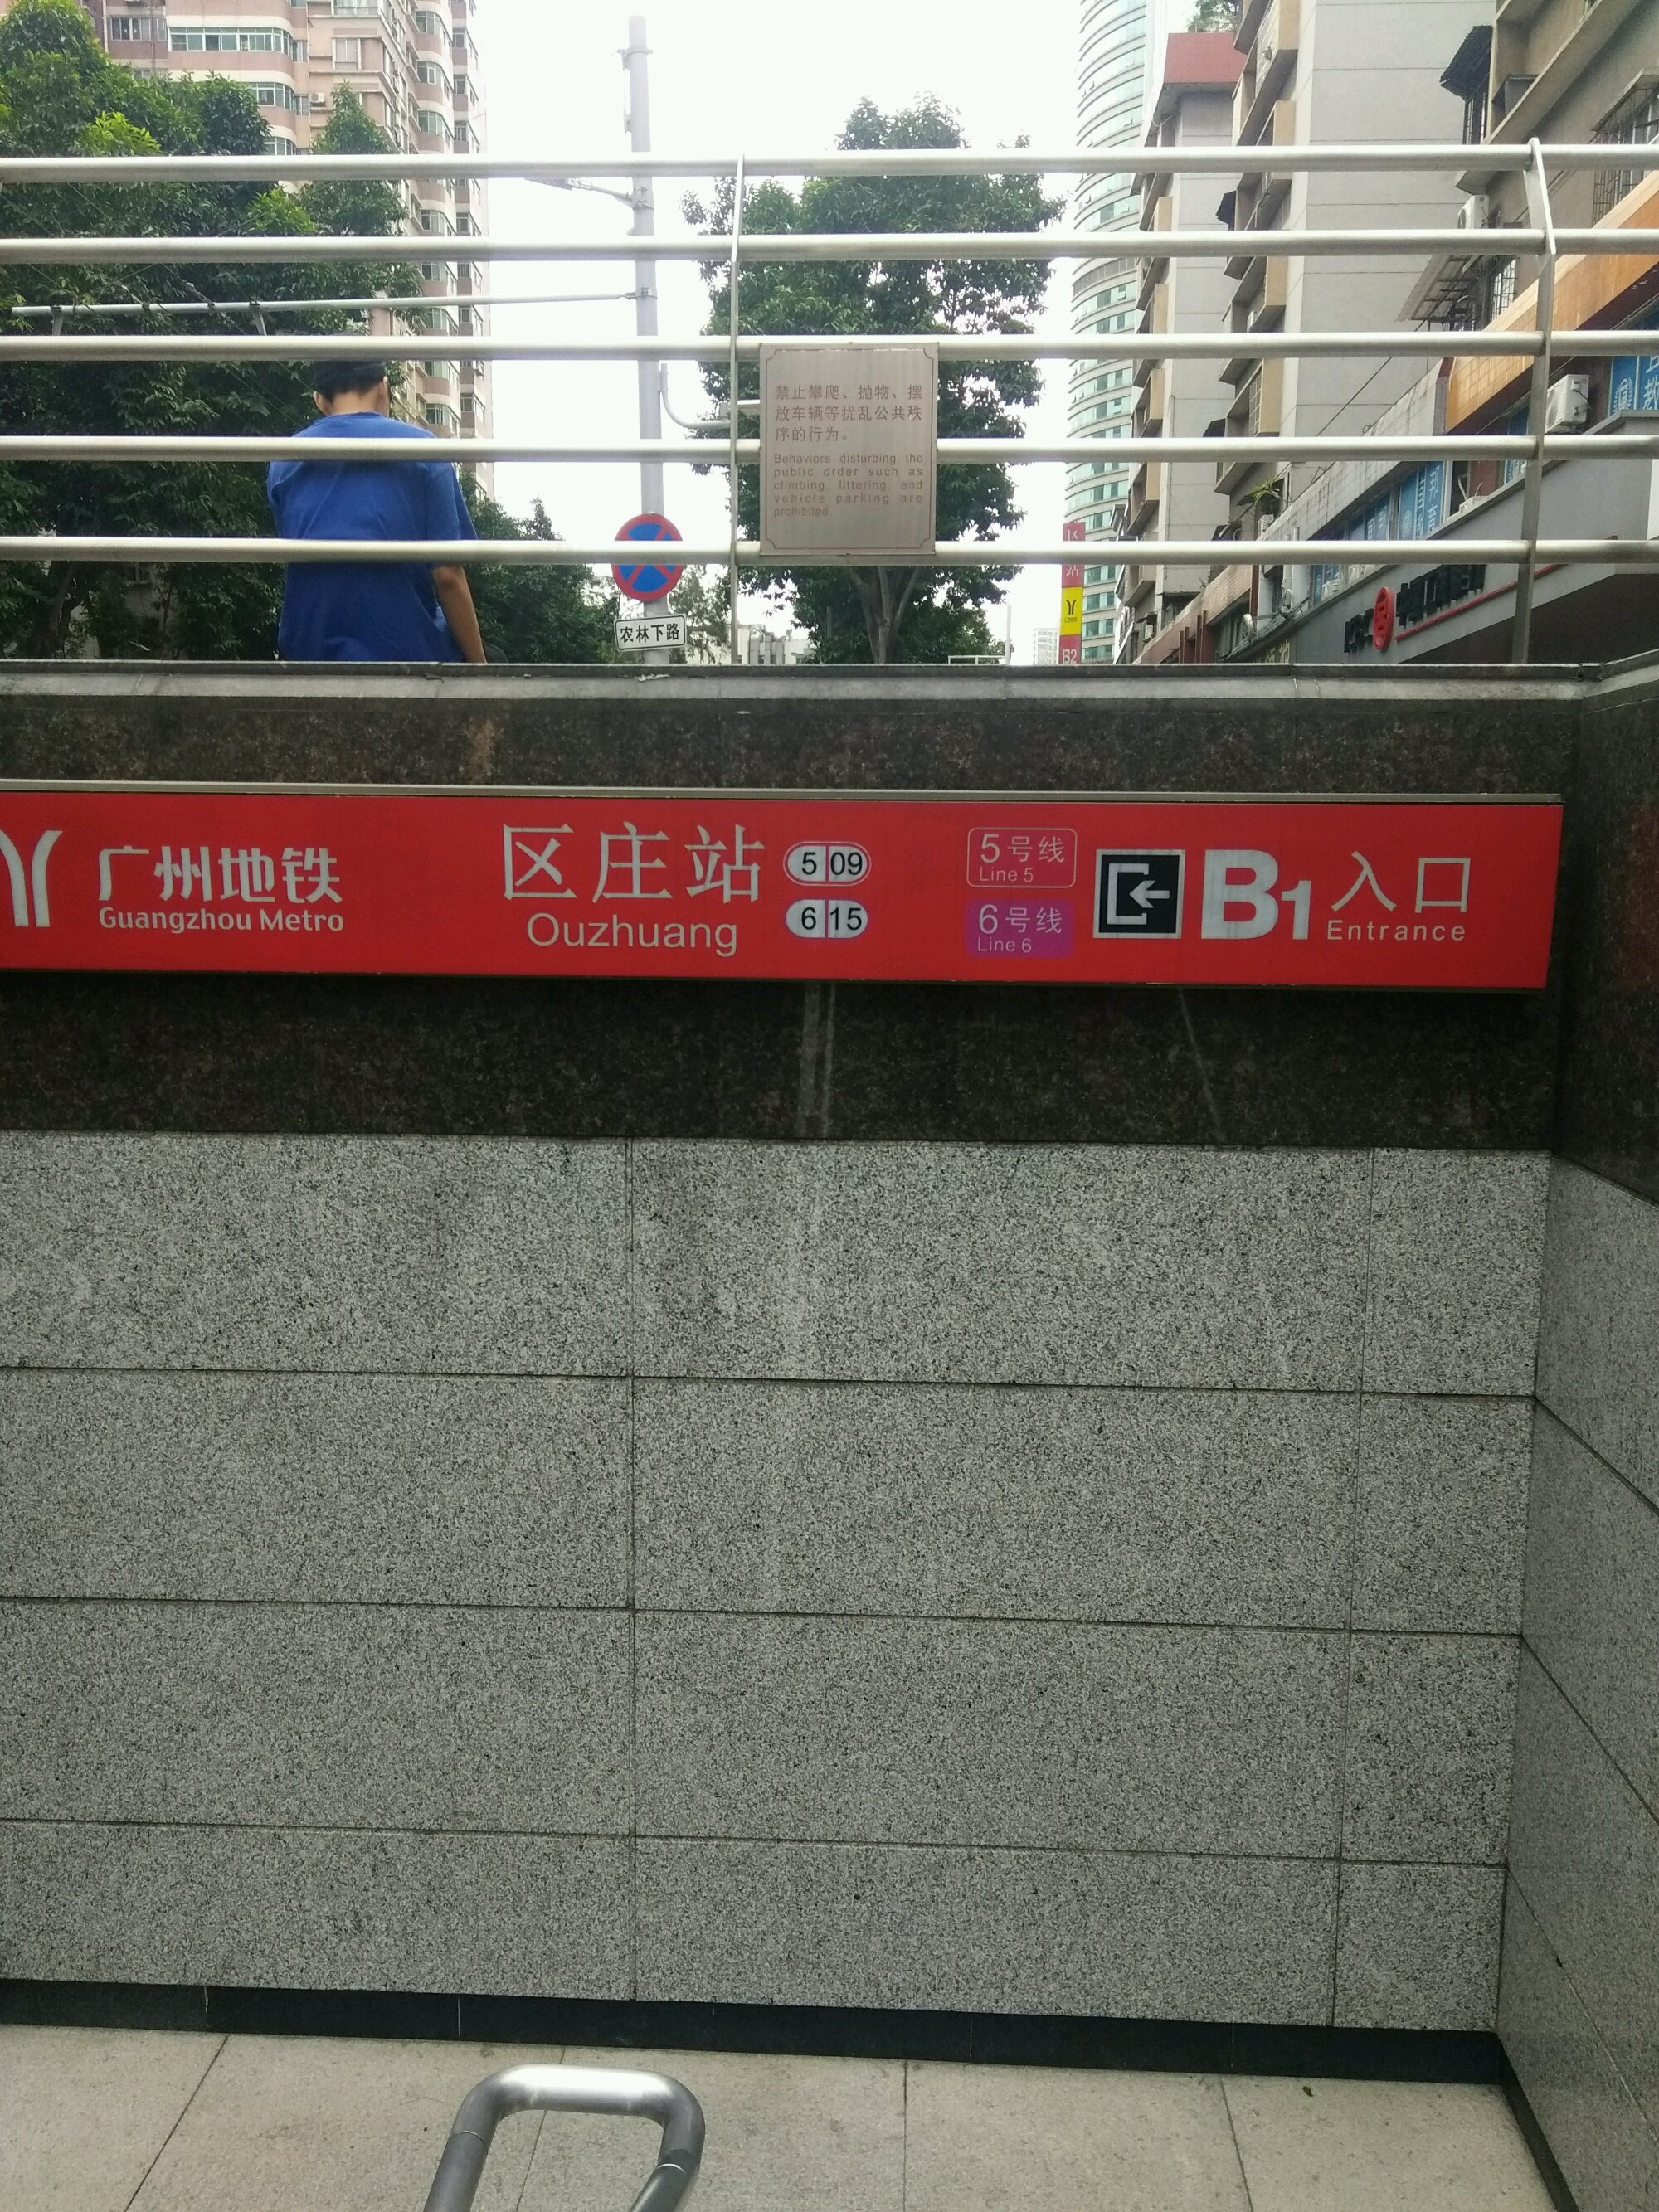 禁止攀爬、抛物、摆
放车辆等扰乱公共秩
序的行为。
Behaviors disturbing the
public order such as
climbing, littering, and
vehicle parking are
prohibited.
农林下路
站
B2
广州地铁
Guangzhou Metro
区庄站
Ouzhuang
5 09
6 15
5号线
Line 5
6号线
Line 6
B1 入口
Entrance